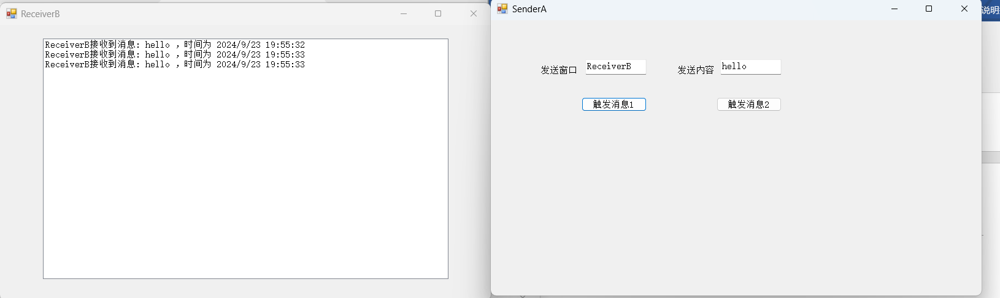 ReceiverB
ReceiverB接收到消息: hello ，时间为 2024/9/23 19:55:32
ReceiverB接收到消息: hello ，时间为 2024/9/23 19:55:33
ReceiverB接收到消息: hello ，时间为 2024/9/23 19:55:33
SenderA
发送窗口 ReceiverB 发送内容 hello
触发消息1 触发消息2
说明